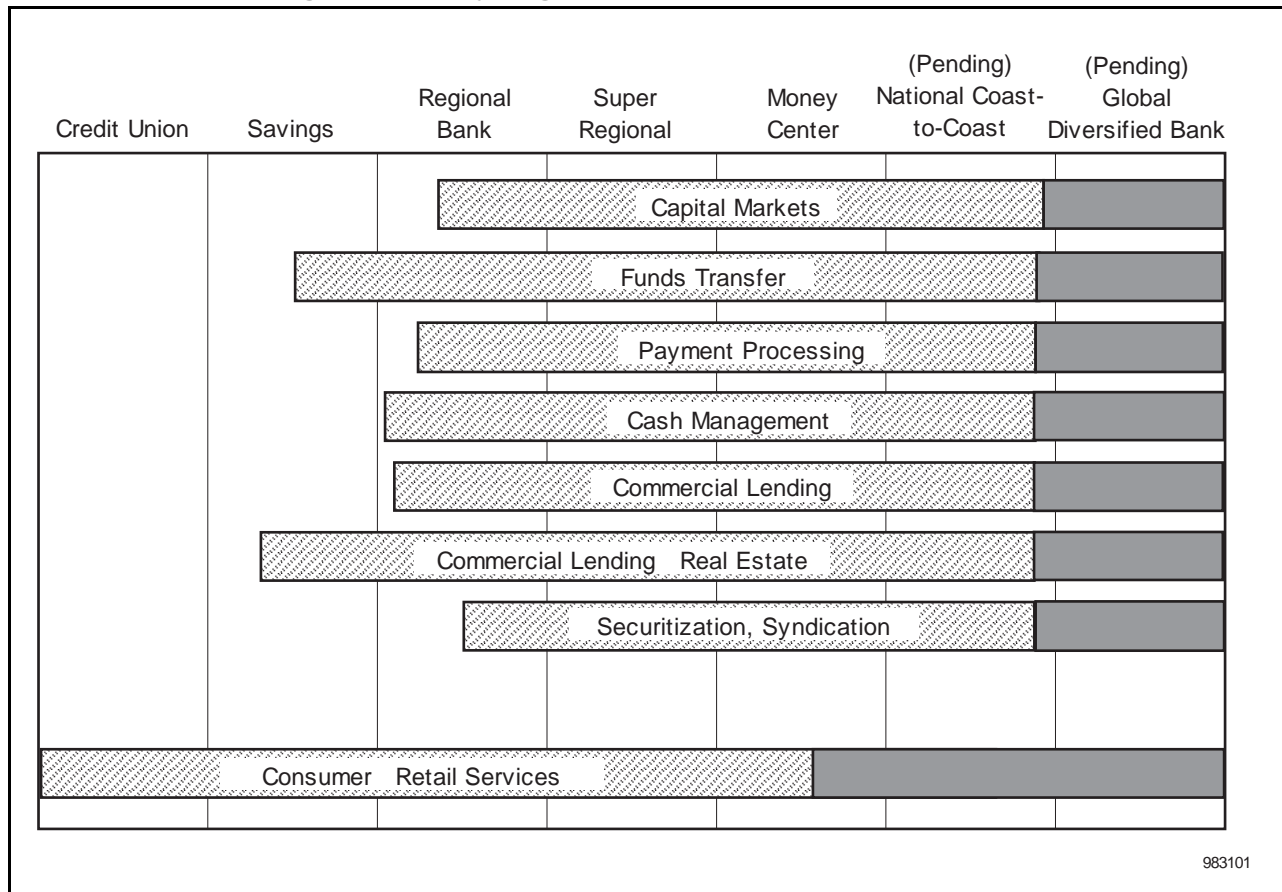 Credit Union
Savings
Regional
Bank
Super
Regional
Money
Center
(Pending)
National Coast-
to-Coast
(Pending)
Global
Diversified Bank
Capital Markets
Funds Transfer
Payment Processing
Cash Management
Commercial Lending
Commercial Lending Real Estate
Securitization, Syndication
Consumer Retail Services
983101